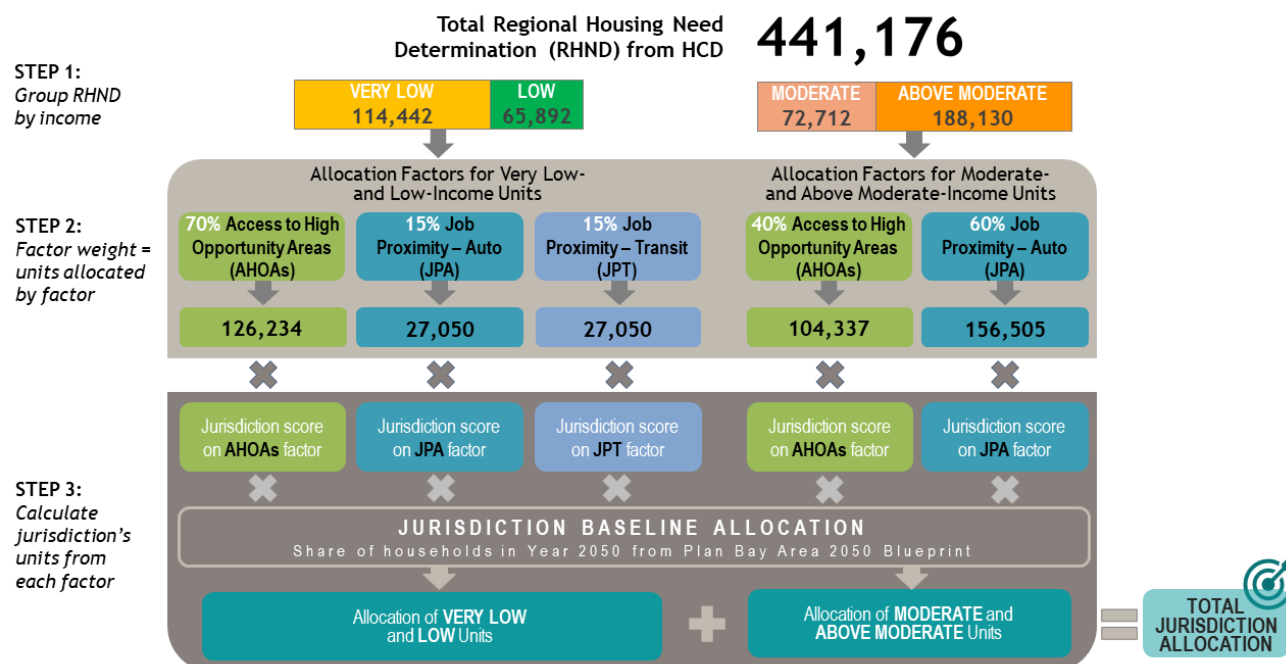 Total Regional Housing Need
Determination (RHND) from HCD
441,176
STEP 1:
Group RHND
by income
VERY LOW
114,442
LOW
65,892
MODERATE
72,712
ABOVE MODERATE
188,130
Allocation Factors for Very Low-
and Low-Income Units
Allocation Factors for Moderate-
and Above Moderate-Income Units
STEP 2:
Factor weight =
units allocated
by factor
70% Access to High
Opportunity Areas
(AHOAs)
15% Job
Proximity – Auto
(JPA)
15% Job
Proximity – Transit
(JPT)
40% Access to High
Opportunity Areas
(AHOAs)
60% Job
Proximity – Auto
(JPA)
126,234
27,050
27,050
104,337
156,505
Jurisdiction score
on AHOAs factor
Jurisdiction score
on JPA factor
Jurisdiction score
on JPT factor
Jurisdiction score
on AHOAs factor
Jurisdiction score
on JPA factor
STEP 3:
Calculate
jurisdiction's
units from
each factor
JURISDICTION BASELINE ALLOCATION
Share of households in Year 2050 from Plan Bay Area 2050 Blueprint
Allocation of VERY LOW
and LOW Units
Allocation of MODERATE and
ABOVE MODERATE Units
TOTAL
JURISDICTION
ALLOCATION